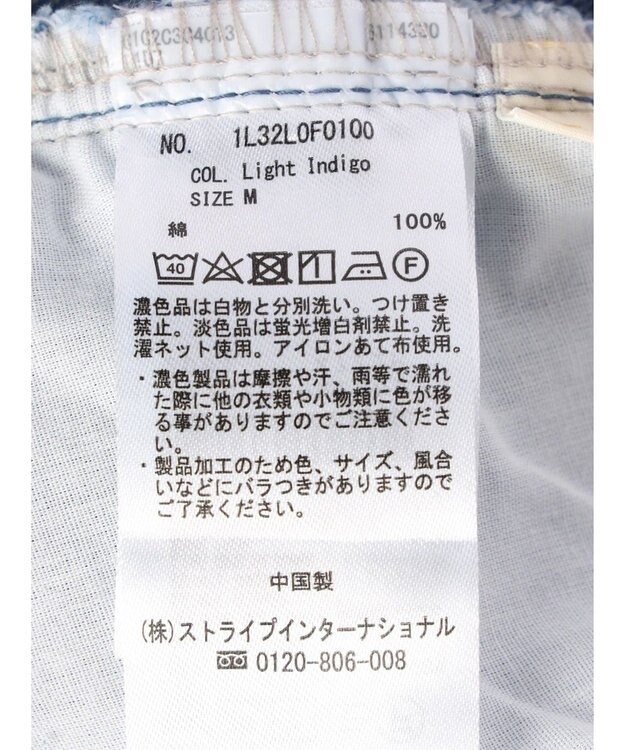 NO. 1L32L0F0100
COL. Light Indigo
SIZE M
綿 100%
40 F
濃色品は白物と分別洗い。つけ置き
禁止。淡色品は蛍光増白剤禁止。洗
濯ネット使用。アイロンあて布使用。
・濃色製品は摩擦や汗、雨等で濡れ
た際に他の衣類や小物類に色が移
る事がありますのでご注意くださ
い。
・製品加工のため色、サイズ、風合
いなどにバラつきがありますので
ご了承ください。
中国製
(株)ストライプインターナショナル
0120-806-008